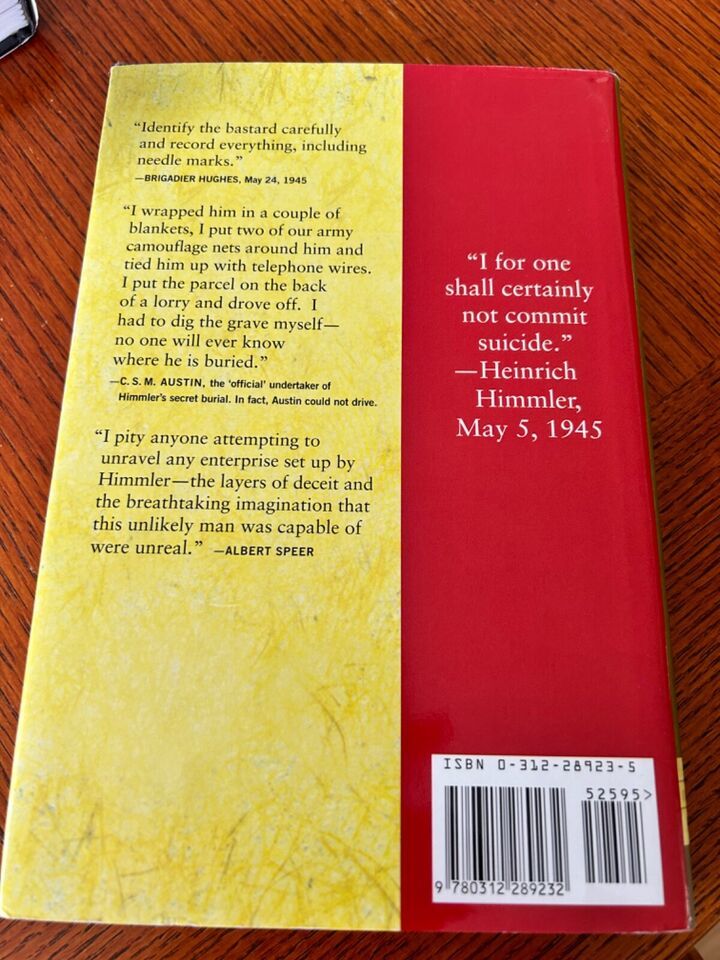 “Identify the bastard carefully
and record everything, including
needle marks.”
—BRIGADIER HUGHES, May 24, 1945
“I wrapped him in a couple of
blankets, I put two of our army
camouflage nets around him and
tied him up with telephone wires.
I put the parcel on the back
of a lorry and drove off. I
had to dig the grave myself—
no one will ever know
where he is buried.”
—C. S. M. AUSTIN, the ‘official’ undertaker of
Himmler’s secret burial. In fact, Austin could not drive.
“I pity anyone attempting to
unravel any enterprise set up by
Himmler—the layers of deceit and
the breathtaking imagination that
this unlikely man was capable of
were unreal.” —ALBERT SPEER
“I for one
shall certainly
not commit
suicide.”
—Heinrich
Himmler,
May 5, 1945
ISBN 0-312-28923-5
52595>
9 780312 289232